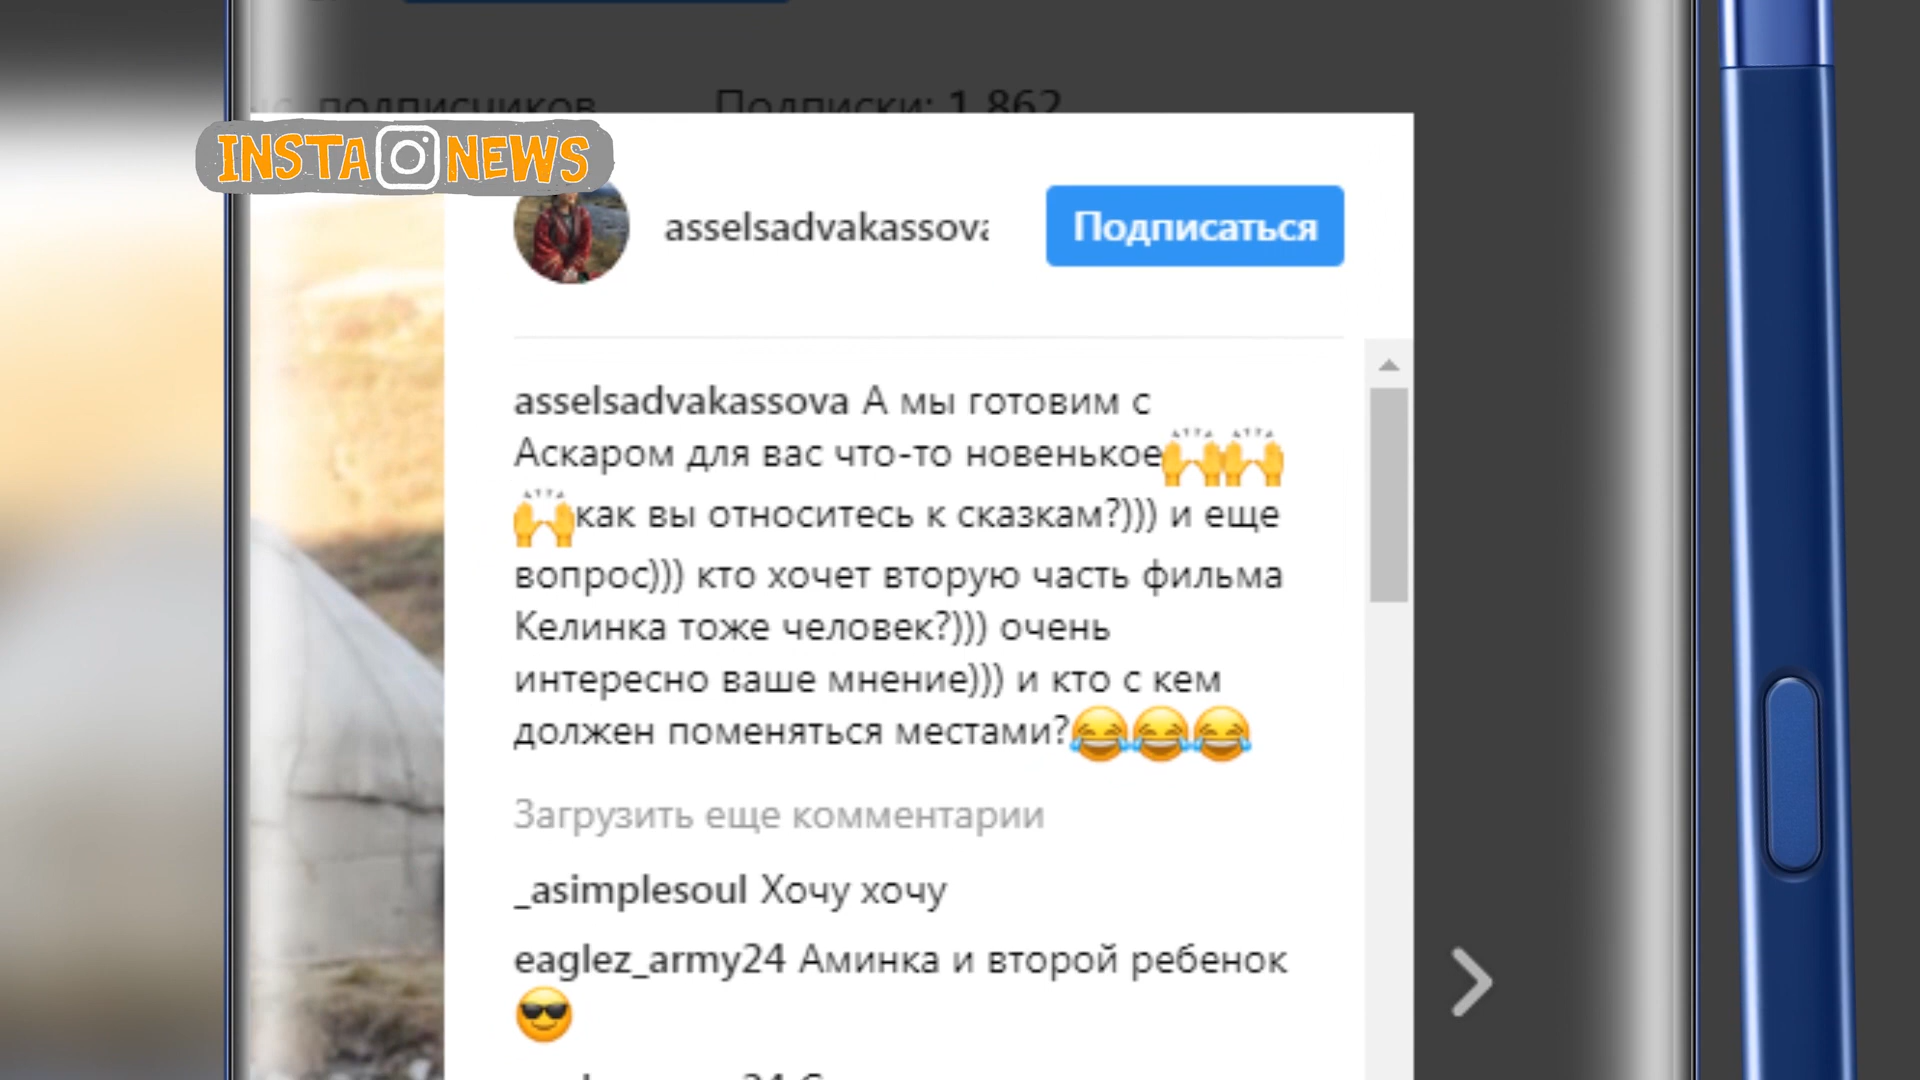 подписчиков Подписки: 1 862
INSTA NEWS
asselsadvakassova Подписаться
asselsadvakassova А мы готовим с
Аскаром для вас что-то новенькое🙌🙌
🙌как вы относитесь к сказкам?))) и еще
вопрос))) кто хочет вторую часть фильма
Келинка тоже человек?))) очень
интересно ваше мнение))) и кто с кем
должен поменяться местами?😂😂😂
Загрузить еще комментарии
_asimplesoul Хочу хочу
eaglez_army24 Аминка и второй ребенок
😎